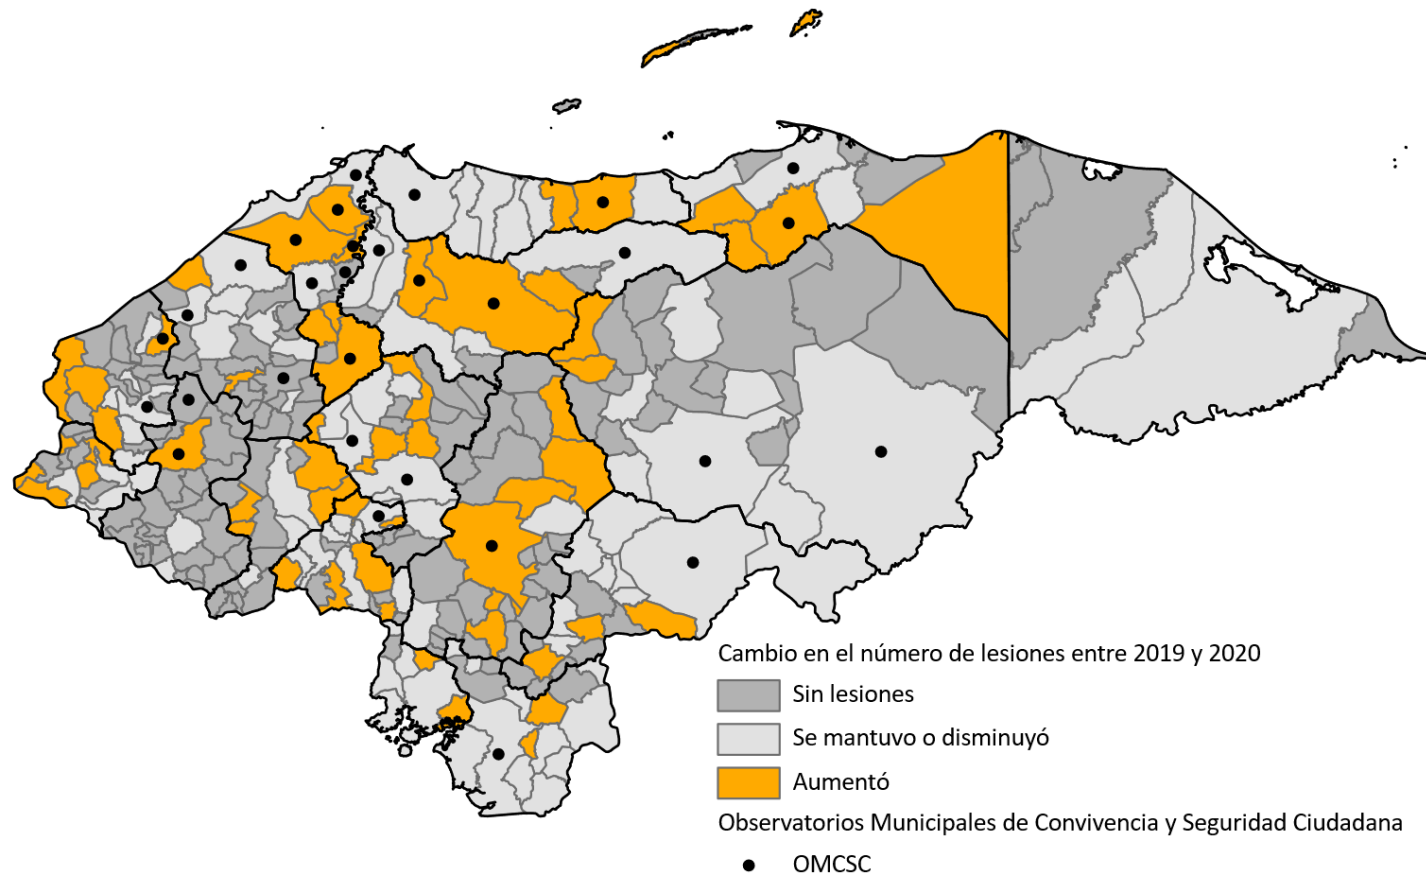 Cambio en el número de lesiones entre 2019 y 2020
Sin lesiones
Se mantuvo o disminuyó
Aumentó
Observatorios Municipales de Convivencia y Seguridad Ciudadana
OMCSC